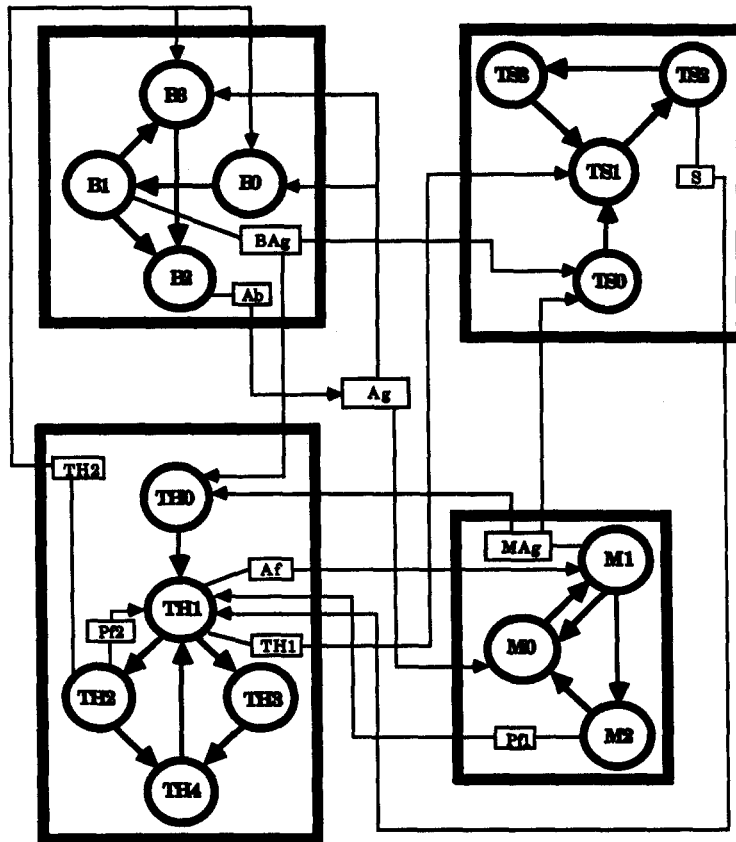 B3
B1
B0
BAg
B2
Ab
TS3
TS2
TS1
S
TS0
Ag
TH2
TH0
Af
TH1
Pf2
TH1
TH2
TH3
TH4
MAg
M1
M0
Pf1
M2